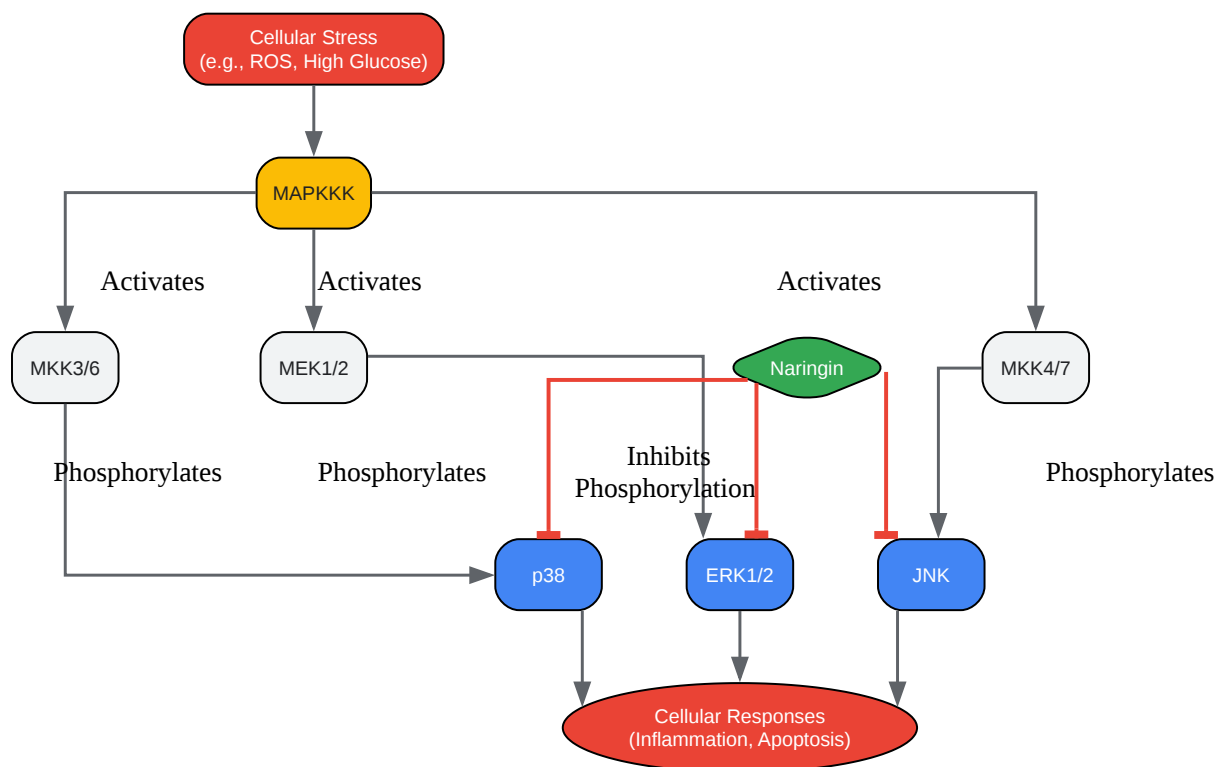 Cellular Stress
(e.g., ROS, High Glucose)
MAPKKK
Activates
Activates
Activates
MKK3/6
MEK1/2
Naringin
MKK4/7
Phosphorylates
Phosphorylates
Inhibits
Phosphorylation
Phosphorylates
p38
ERK1/2
JNK
Cellular Responses
(Inflammation, Apoptosis)